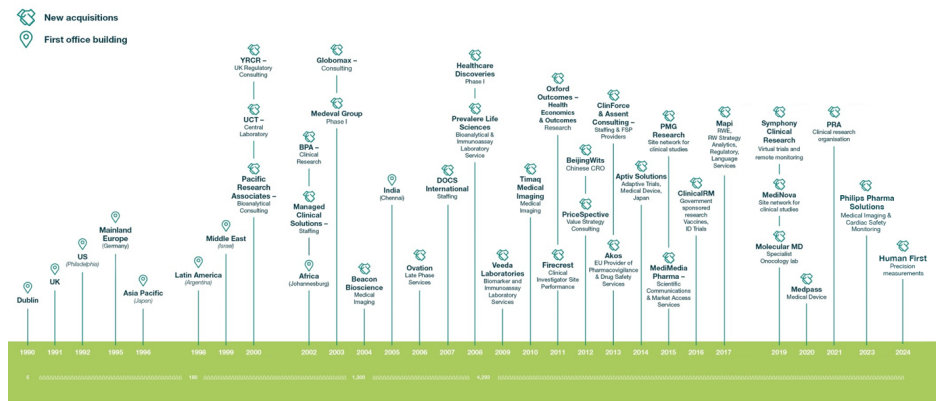 New acquisitions
First office building
Dublin
UK
US
(Philadelphia)
Mainland
Europe
(Germany)
Asia Pacific
(Japan)
Latin America
(Argentina)
Middle East
(Israel)
YRCR –
UK Regulatory
Consulting
UCT –
Central
Laboratory
Pacific
Research
Associates –
Bioanalytical
Consulting
BPA –
Clinical
Research
Managed
Clinical
Solutions –
Staffing
Africa
(Johannesburg)
Globomax –
Consulting
Medeval Group
Phase I
Beacon
Bioscience
Medical
Imaging
India
(Chennai)
Ovation
Late Phase
Services
DOCS
International
Staffing
Healthcare
Discoveries
Phase I
Prevalere Life
Sciences
Bioanalytical &
Immunoassay
Laboratory
Service
Veeda
Laboratories
Biomarker and
Immunoassay
Laboratory
Services
Timaq
Medical
Imaging
Medical
Imaging
Oxford
Outcomes –
Health
Economics
& Outcomes
Research
Firecrest
Clinical
Investigator Site
Performance
BeijingWits
Chinese CRO
PriceSpective
Value Strategy
Consulting
ClinForce
& Assent
Consulting –
Staffing & FSP
Providers
Akos
EU Provider of
Pharmacovigilance
& Drug Safety
Services
Aptiv Solutions
Adaptive Trials,
Medical Device,
Japan
PMG
Research
Site network for
clinical studies
MediMedia
Pharma –
Scientific
Communications
& Market Access
Services
ClinicalRM
Government
sponsored
research
Vaccines,
ID Trials
Mapi
RWE,
RW Strategy
Analytics,
Regulatory,
Language
Services
Symphony
Clinical
Research
Virtual trials and
remote monitoring
MediNova
Site network for
clinical studies
Molecular MD
Specialist
Oncology lab
Medpass
Medical Device
PRA
Clinical research
organisation
Philips Pharma
Solutions
Medical Imaging &
Cardiac Safety
Monitoring
Human First
Precision
measurements
1990 1991 1992 1995 1996 1998 1999 2000 2002 2003 2004 2005 2006 2007 2008 2009 2010 2011 2012 2013 2014 2015 2016 2017 2019 2020 2021 2023 2024